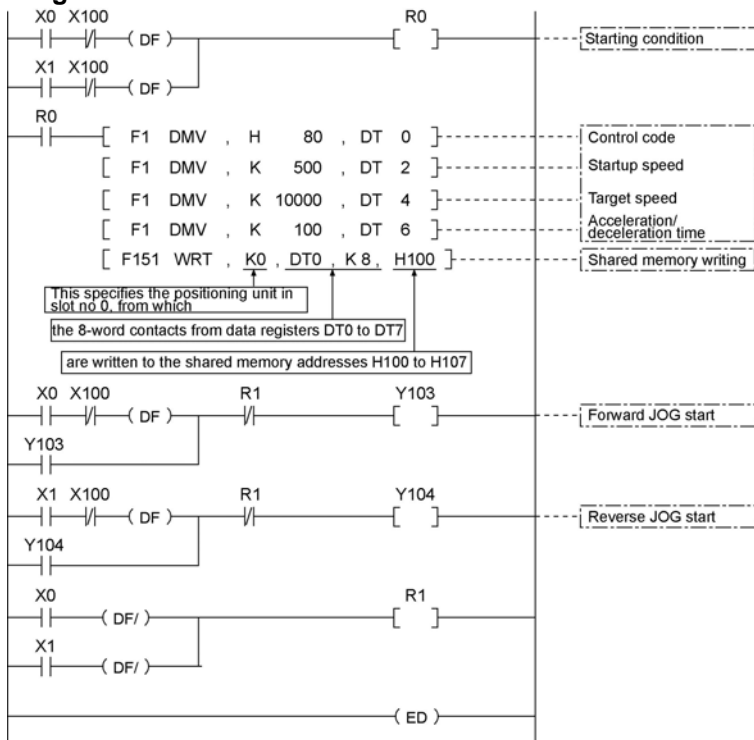 X0 X100 R0
( DF ) [ ] Starting condition
X1 X100
( DF )
R0
[ F1 DMV , H 80 , DT 0 ] Control code
[ F1 DMV , K 500 , DT 2 ] Startup speed
[ F1 DMV , K 10000 , DT 4 ] Target speed
[ F1 DMV , K 100 , DT 6 ] Acceleration/
deceleration time
[ F151 WRT , K0 , DT0 , K 8 , H100 ] Shared memory writing
This specifies the positioning unit in
slot no 0, from which
the 8-word contacts from data registers DT0 to DT7
are written to the shared memory addresses H100 to H107
X0 X100 R1 Y103
( DF ) [ ] Forward JOG start
Y103
X1 X100 R1 Y104
( DF ) [ ] Reverse JOG start
Y104
X0 R1
( DF/ ) [ ]
X1
( DF/ )
( ED )